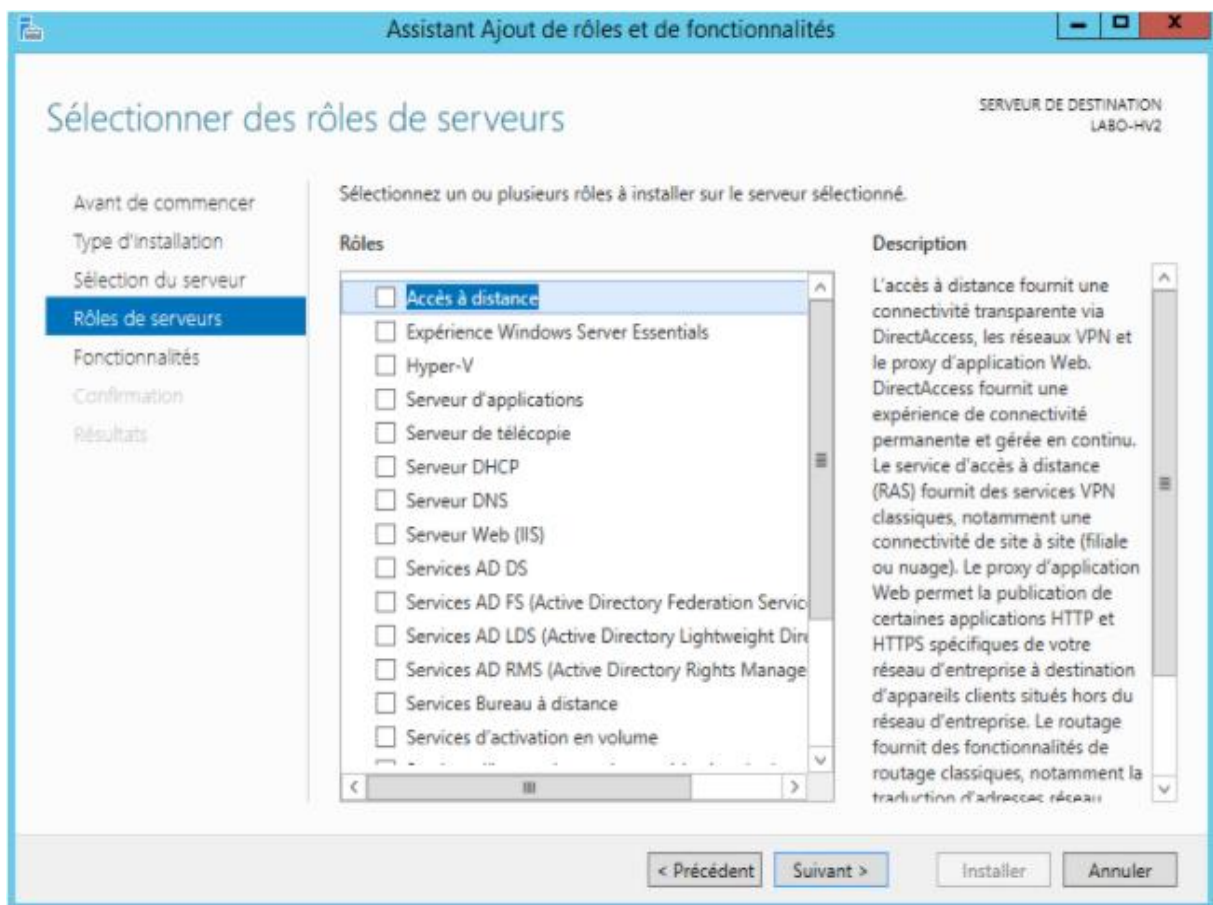 Assistant Ajout de rôles et de fonctionnalités
Sélectionner des rôles de serveurs
SERVEUR DE DESTINATION
LABO-HV2
Avant de commencer
Type d'installation
Sélection du serveur
Rôles de serveurs
Fonctionnalités
Confirmation
Résultats
Sélectionnez un ou plusieurs rôles à installer sur le serveur sélectionné.
Rôles
Accès à distance
Expérience Windows Server Essentials
Hyper-V
Serveur d'applications
Serveur de télécopie
Serveur DHCP
Serveur DNS
Serveur Web (IIS)
Services AD DS
Services AD FS (Active Directory Federation Servic
Services AD LDS (Active Directory Lightweight Dire
Services AD RMS (Active Directory Rights Manage
Services Bureau à distance
Services d'activation en volume
Description
L'accès à distance fournit une
connectivité transparente via
DirectAccess, les réseaux VPN et
le proxy d'application Web.
DirectAccess fournit une
expérience de connectivité
permanente et gérée en continu.
Le service d'accès à distance
(RAS) fournit des services VPN
classiques, notamment une
connectivité de site à site (filiale
ou nuage). Le proxy d'application
Web permet la publication de
certaines applications HTTP et
HTTPS spécifiques de votre
réseau d'entreprise à destination
d'appareils clients situés hors du
réseau d'entreprise. Le routage
fournit des fonctionnalités de
routage classiques, notamment la
traduction d'adresses réseau
< Précédent
Suivant >
Installer
Annuler